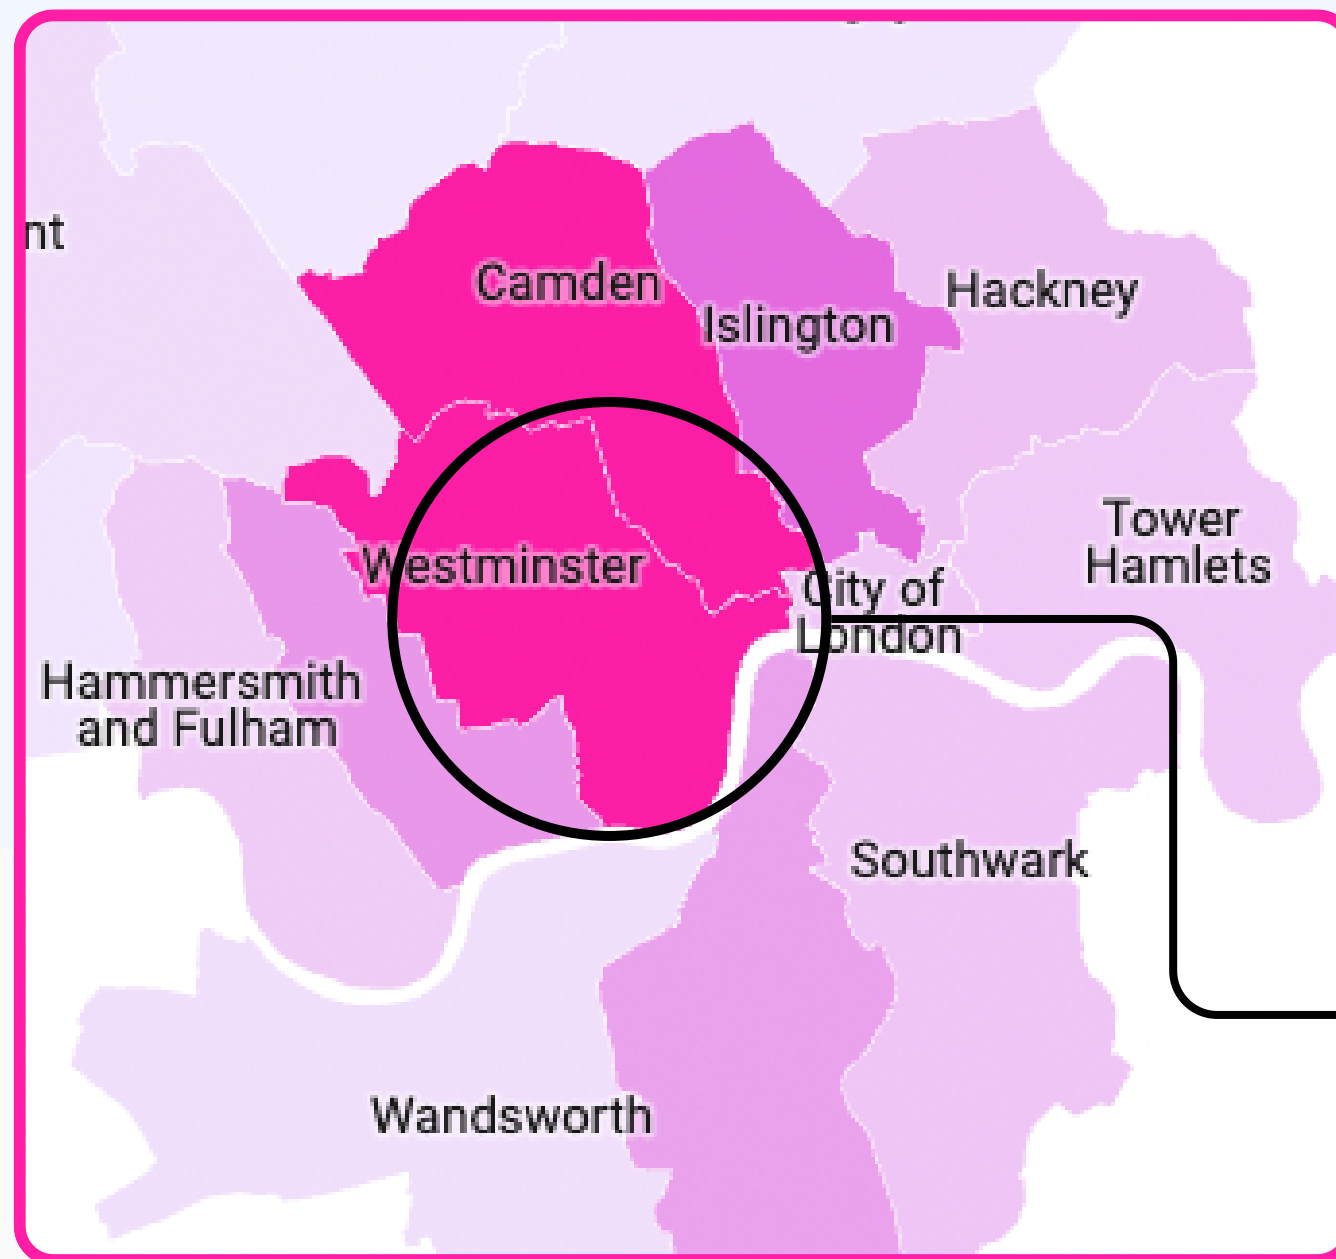 nt
Camden
Hackney
Islington
Tower
Hamlets
Westminster
City of
London
Hammersmith
and Fulham
Southwark
Wandsworth